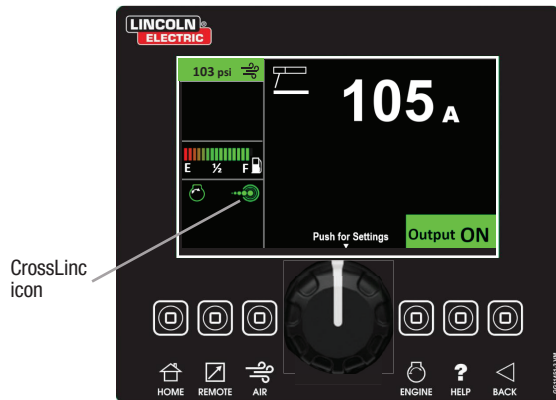 LINCOLN®
ELECTRIC
103 psi
105 A
E ½ F
Push for Settings
Output ON
CrossLinc
icon
HOME REMOTE AIR ENGINE HELP BACK